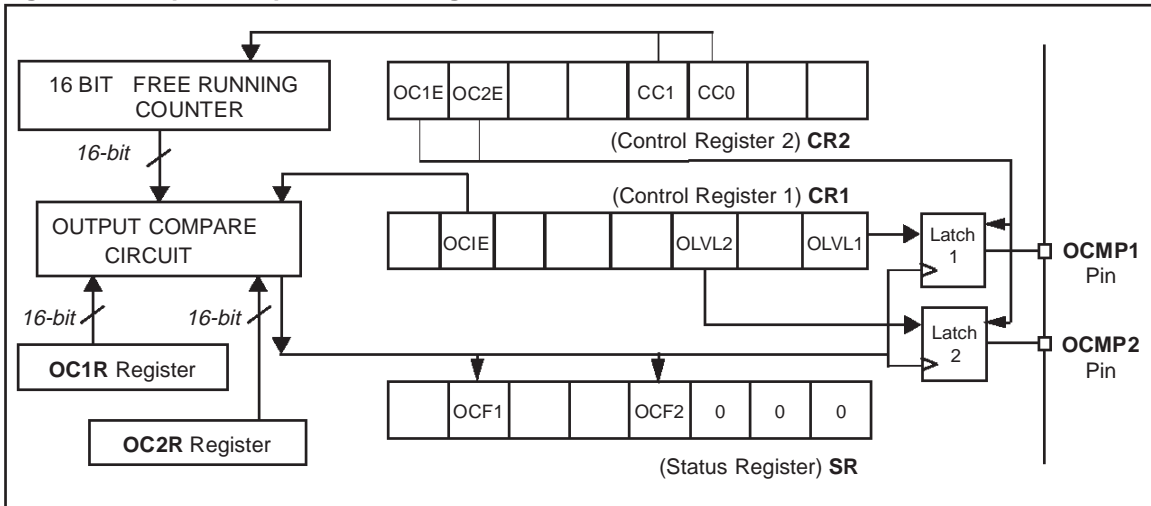 16 BIT FREE RUNNING
COUNTER
OC1E OC2E CC1 CC0
(Control Register 2) CR2
16-bit
(Control Register 1) CR1
OUTPUT COMPARE
CIRCUIT
OCIE OLVL2 OLVL1
Latch
1
OCMP1
Pin
16-bit 16-bit
Latch
2
OCMP2
Pin
OC1R Register
OCF1 OCF2 0 0 0
OC2R Register
(Status Register) SR